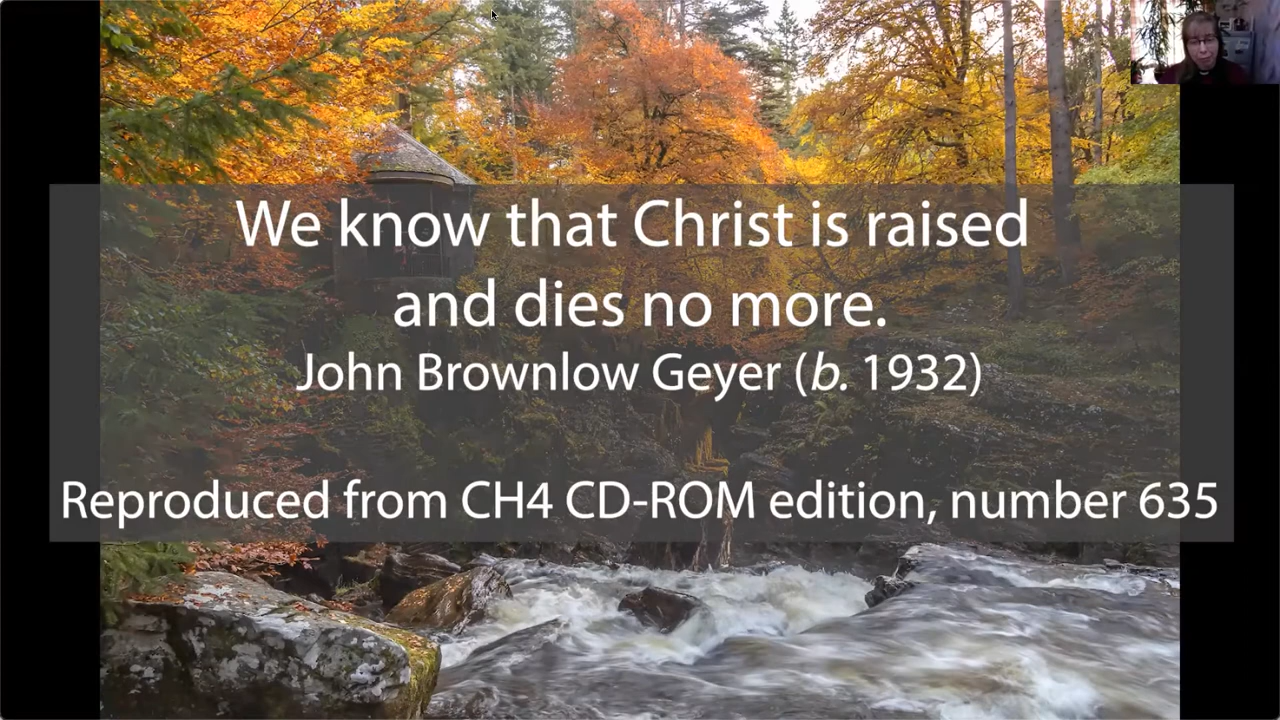 We know that Christ is raised
and dies no more.
John Brownlow Geyer (b. 1932)
Reproduced from CH4 CD-ROM edition, number 635